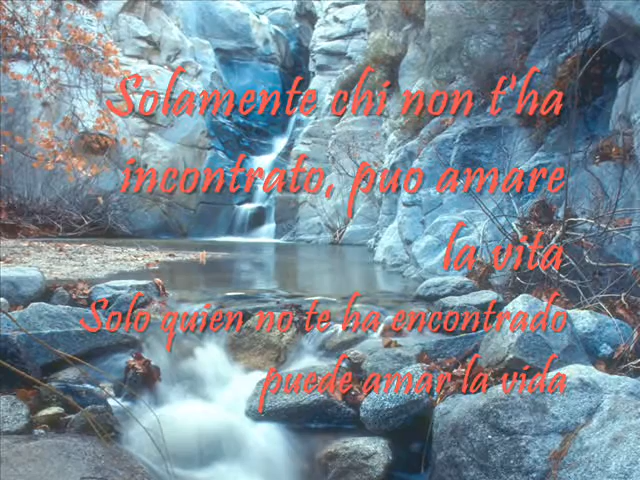 Solamente chi non t'ha
incontrato, puo amare
la vita
Solo quien no te ha encontrado
puede amar la vida